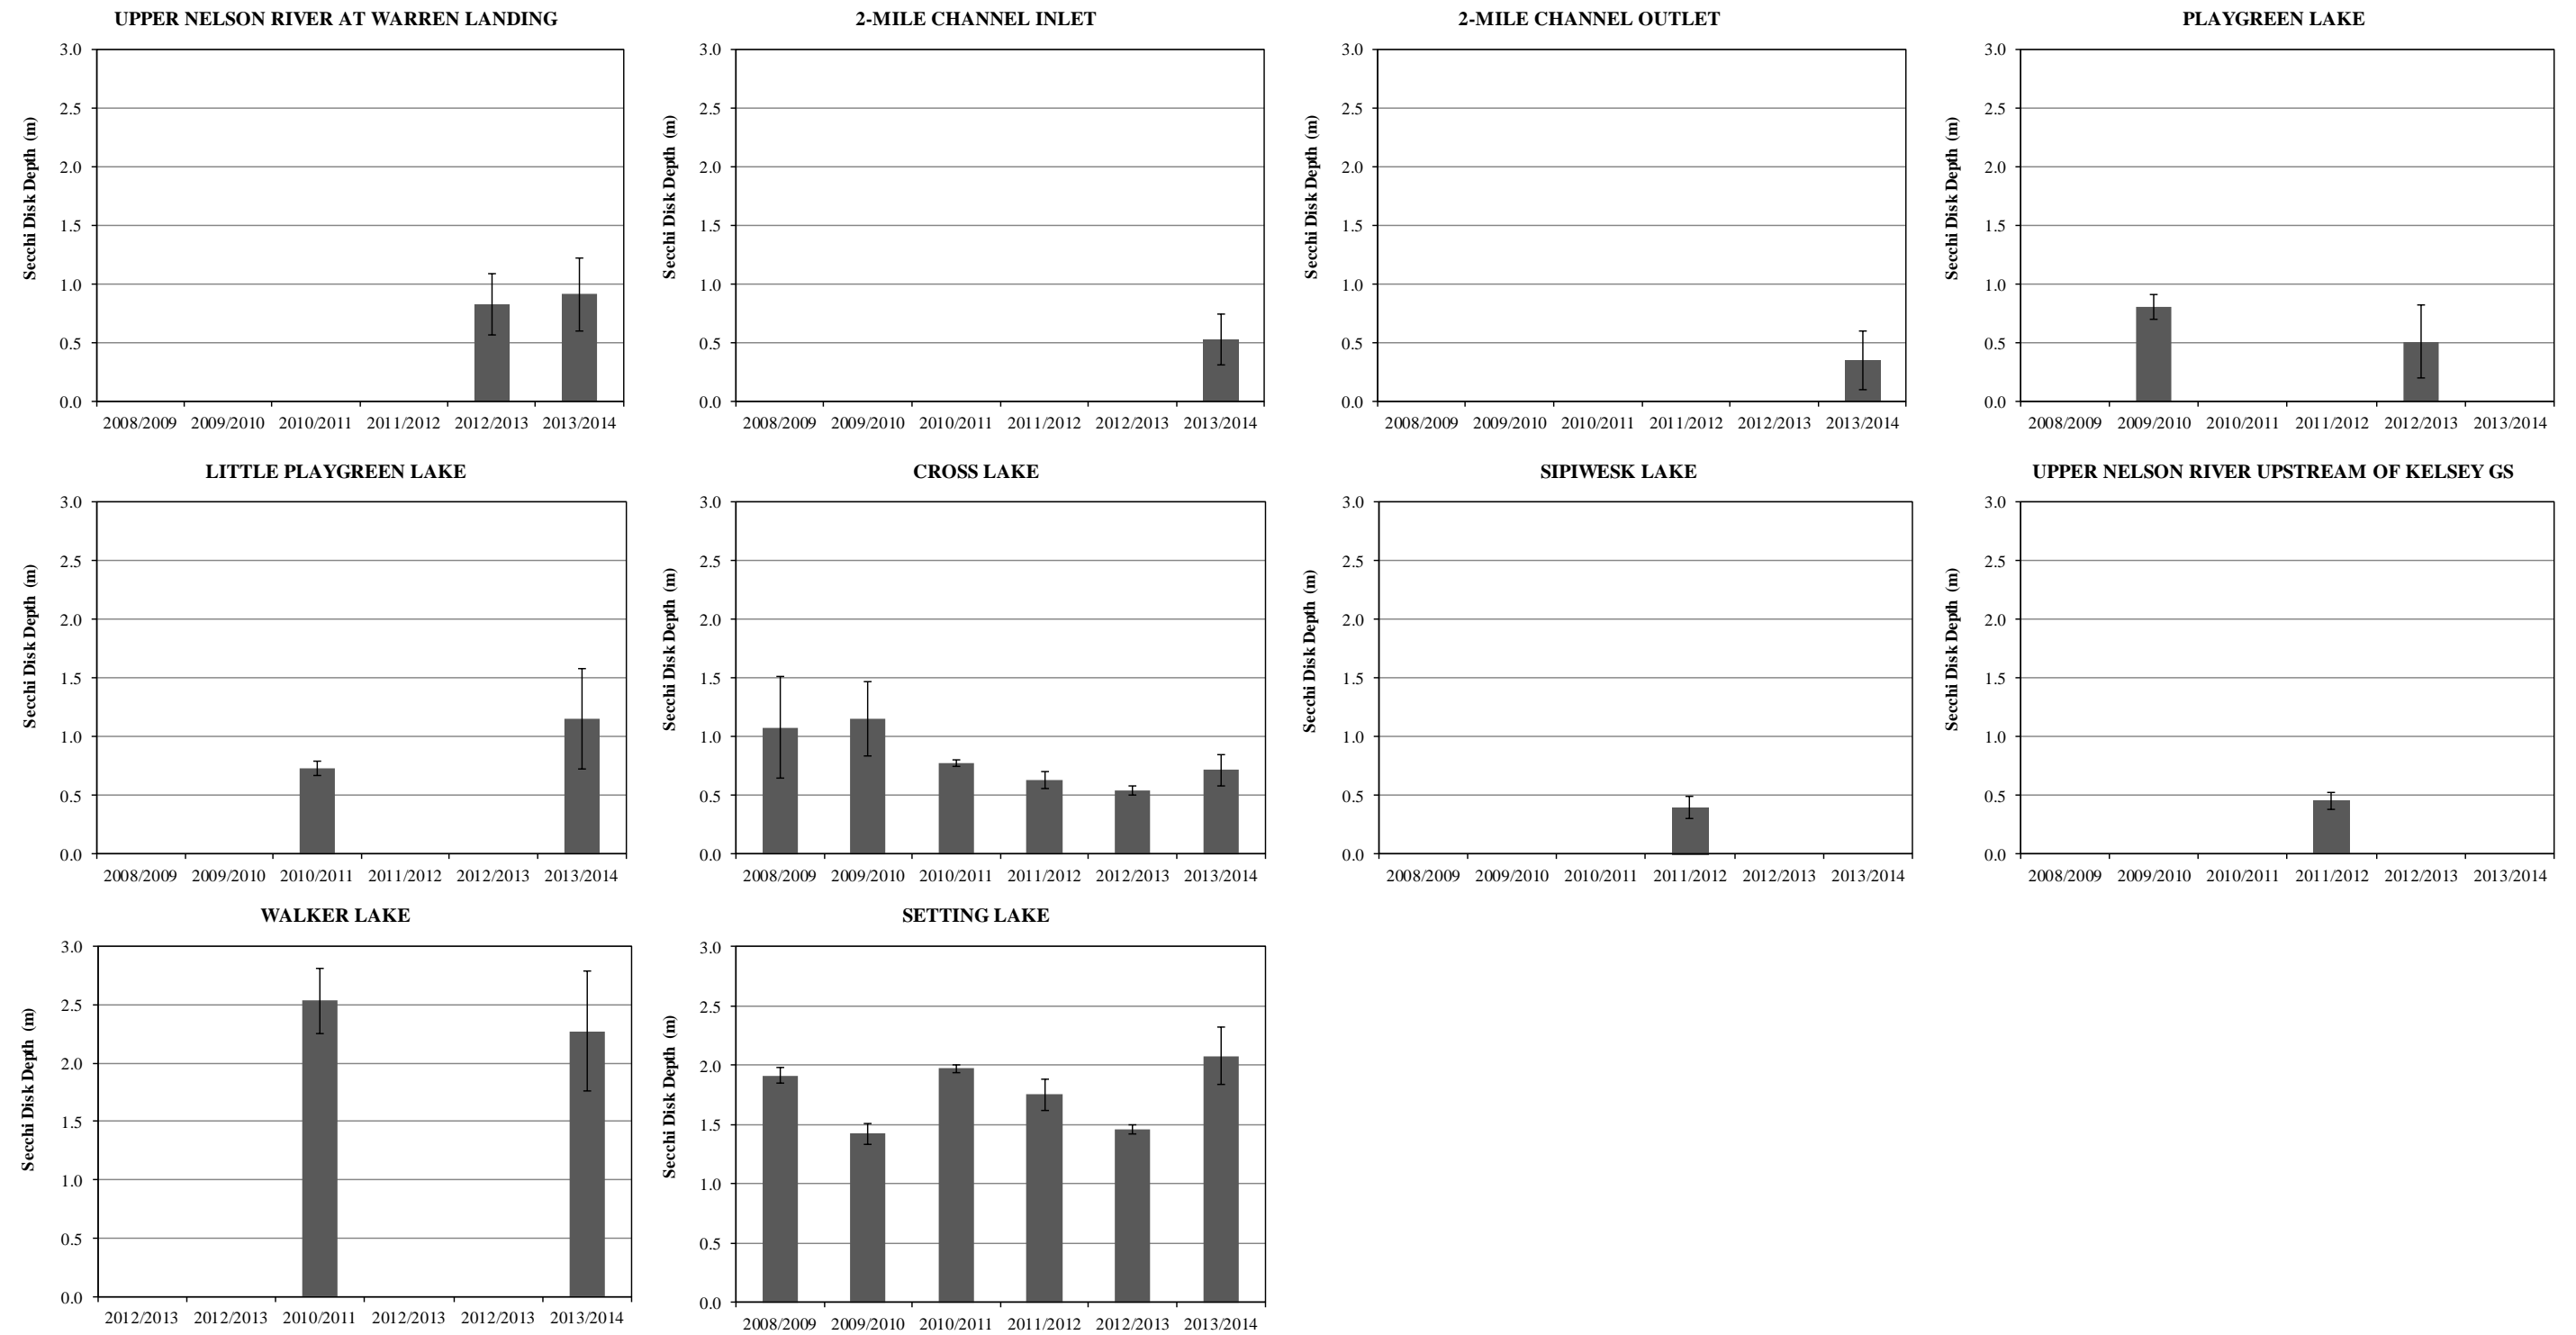 UPPER NELSON RIVER AT WARREN LANDING
Secchi Disk Depth (m)
3.0
2.5
2.0
1.5
1.0
0.5
0.0
2008/2009 2009/2010 2010/2011 2011/2012 2012/2013 2013/2014
2-MILE CHANNEL INLET
Secchi Disk Depth (m)
3.0
2.5
2.0
1.5
1.0
0.5
0.0
2008/2009 2009/2010 2010/2011 2011/2012 2012/2013 2013/2014
2-MILE CHANNEL OUTLET
Secchi Disk Depth (m)
3.0
2.5
2.0
1.5
1.0
0.5
0.0
2008/2009 2009/2010 2010/2011 2011/2012 2012/2013 2013/2014
PLAYGREEN LAKE
Secchi Disk Depth (m)
3.0
2.5
2.0
1.5
1.0
0.5
0.0
2008/2009 2009/2010 2010/2011 2011/2012 2012/2013 2013/2014
LITTLE PLAYGREEN LAKE
Secchi Disk Depth (m)
3.0
2.5
2.0
1.5
1.0
0.5
0.0
2008/2009 2009/2010 2010/2011 2011/2012 2012/2013 2013/2014
CROSS LAKE
Secchi Disk Depth (m)
3.0
2.5
2.0
1.5
1.0
0.5
0.0
2008/2009 2009/2010 2010/2011 2011/2012 2012/2013 2013/2014
SIPIWESK LAKE
Secchi Disk Depth (m)
3.0
2.5
2.0
1.5
1.0
0.5
0.0
2008/2009 2009/2010 2010/2011 2011/2012 2012/2013 2013/2014
UPPER NELSON RIVER UPSTREAM OF KELSEY GS
Secchi Disk Depth (m)
3.0
2.5
2.0
1.5
1.0
0.5
0.0
2008/2009 2009/2010 2010/2011 2011/2012 2012/2013 2013/2014
WALKER LAKE
Secchi Disk Depth (m)
3.0
2.5
2.0
1.5
1.0
0.5
0.0
2012/2013 2012/2013 2010/2011 2012/2013 2012/2013 2013/2014
SETTING LAKE
Secchi Disk Depth (m)
3.0
2.5
2.0
1.5
1.0
0.5
0.0
2008/2009 2009/2010 2010/2011 2011/2012 2012/2013 2013/2014